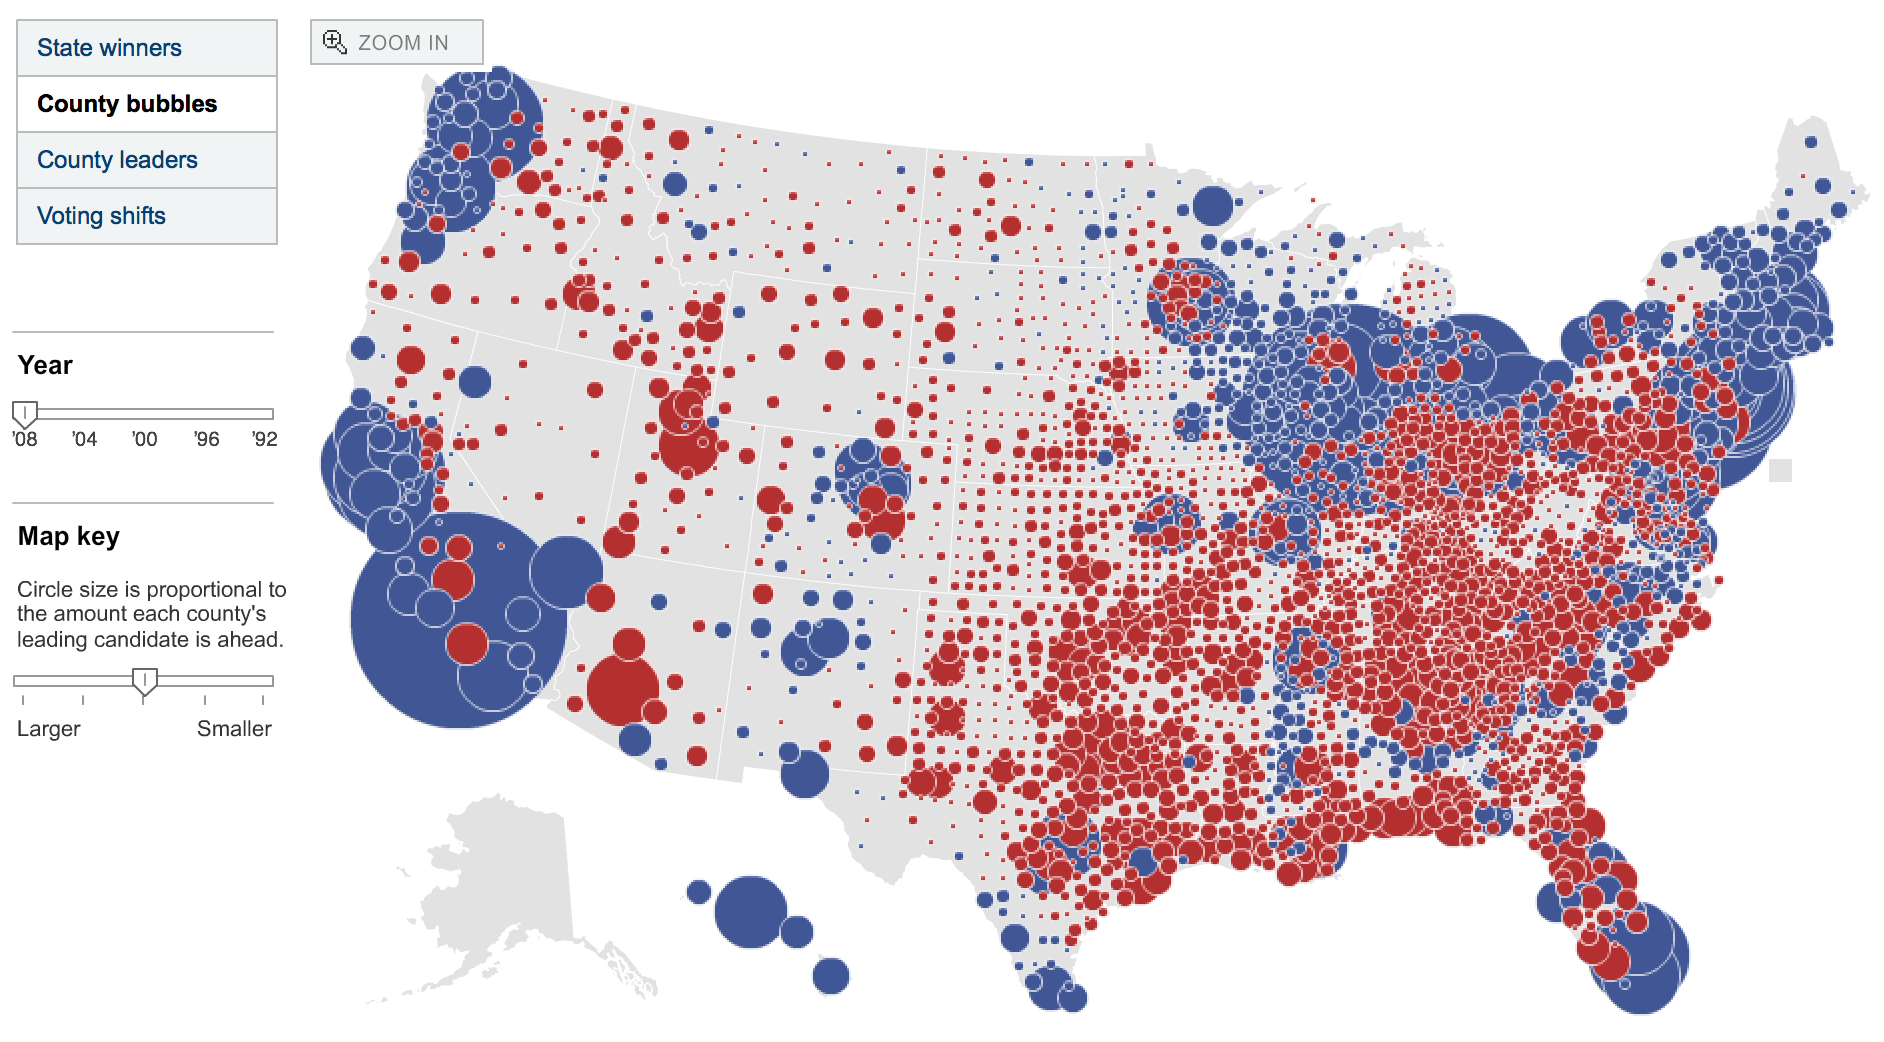 State winners
County bubbles
County leaders
Voting shifts
ZOOM IN
Year
'08 '04 '00 '96 '92
Map key
Circle size is proportional to
the amount each county's
leading candidate is ahead.
Larger Smaller